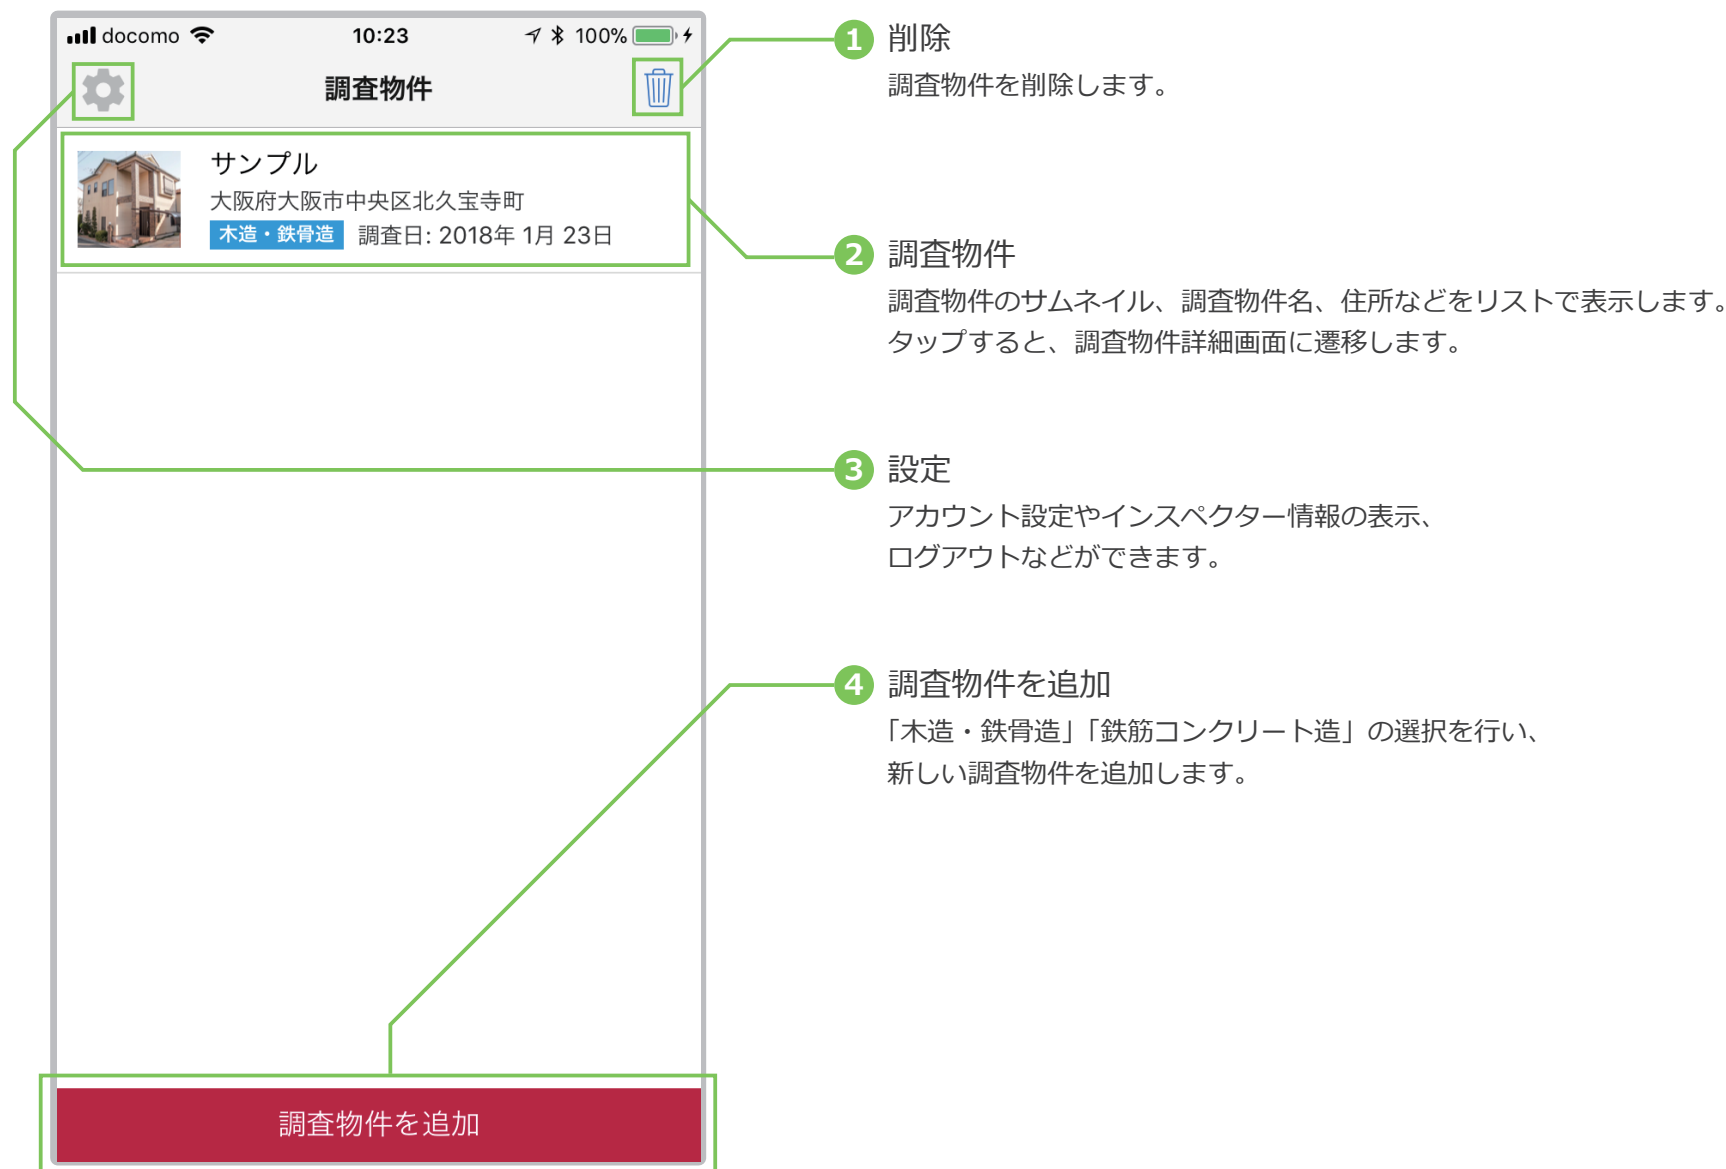 docomo 10:23 100%
調査物件
サンプル
大阪府大阪市中央区北久宝寺町
木造・鉄骨造 調査日: 2018年 1月 23日
調査物件を追加
1 削除
調査物件を削除します。
2 調査物件
調査物件のサムネイル、調査物件名、住所などをリストで表示します。
タップすると、調査物件詳細画面に遷移します。
3 設定
アカウント設定やインスペクター情報の表示、
ログアウトなどができます。
4 調査物件を追加
「木造・鉄骨造」「鉄筋コンクリート造」の選択を行い、
新しい調査物件を追加します。